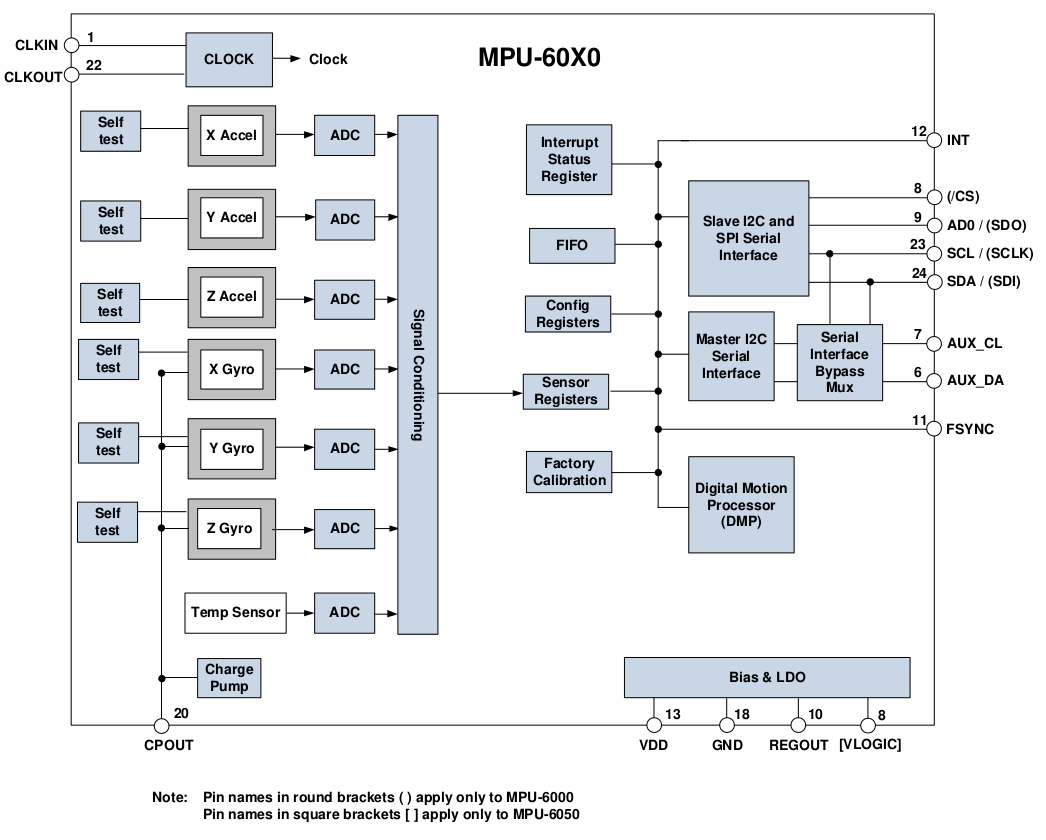 MPU-60X0
CLKIN
1
CLKOUT
22
CLOCK
Clock
Self
test
X Accel
ADC
Self
test
Y Accel
ADC
Self
test
Z Accel
ADC
Self
test
X Gyro
ADC
Self
test
Y Gyro
ADC
Self
test
Z Gyro
ADC
Temp Sensor
ADC
Signal Conditioning
Charge
Pump
20
CPOUT
Interrupt
Status
Register
FIFO
Config
Registers
Sensor
Registers
Factory
Calibration
Slave I2C and
SPI Serial
Interface
Master I2C
Serial
Interface
Serial
Interface
Bypass
Mux
Digital Motion
Processor
(DMP)
12
INT
8
(/CS)
9
AD0 / (SDO)
23
SCL / (SCLK)
24
SDA / (SDI)
7
AUX_CL
6
AUX_DA
11
FSYNC
Bias & LDO
13
VDD
18
GND
10
REGOUT
8
[VLOGIC]
Note: Pin names in round brackets ( ) apply only to MPU-6000
Pin names in square brackets [ ] apply only to MPU-6050